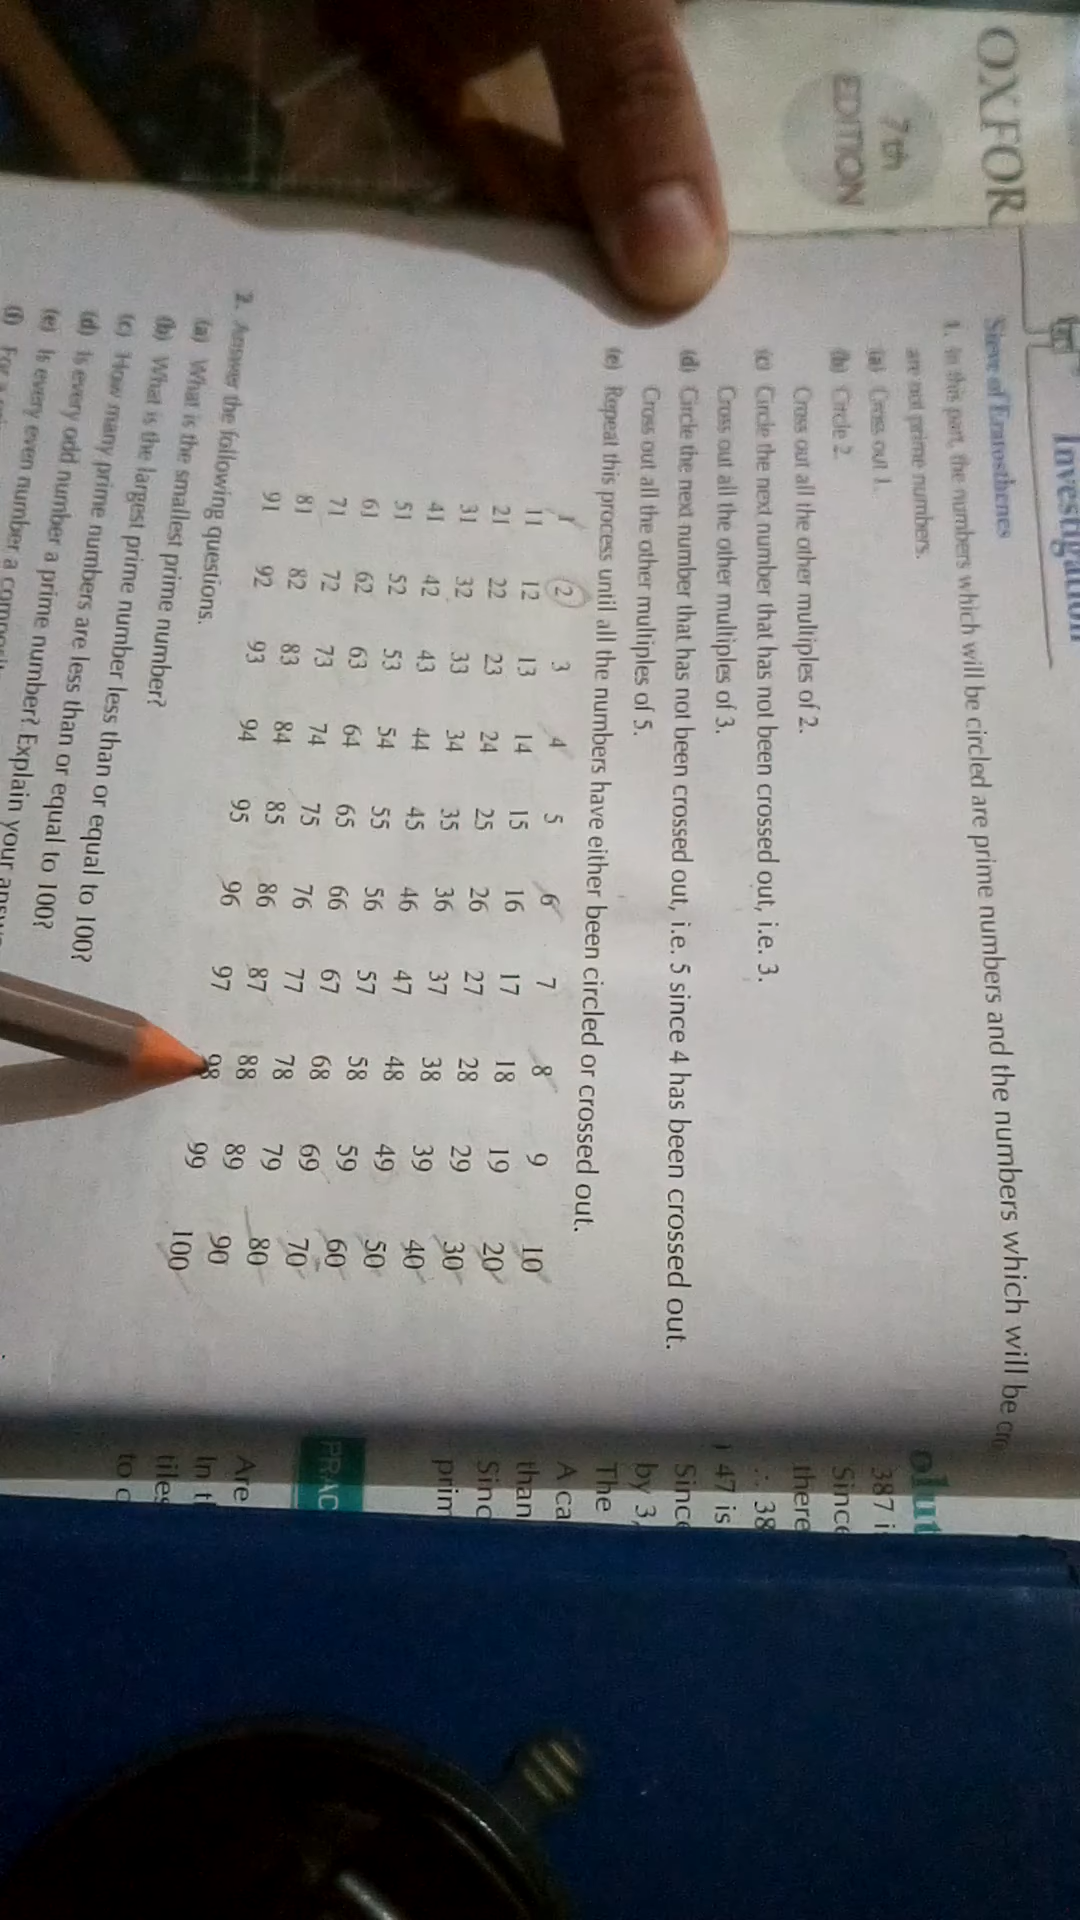 OXFOR
7th
EDITION
Investigation
Sieve of Eratosthenes
1. In this part, the numbers which will be circled are prime numbers and the numbers which will be cro
are not prime numbers.
(a) Cross out 1.
(b) Circle 2.
Cross out all the other multiples of 2.
(c) Circle the next number that has not been crossed out, i.e. 3.
Cross out all the other multiples of 3.
(d) Circle the next number that has not been crossed out, i.e. 5 since 4 has been crossed out.
Cross out all the other multiples of 5.
(e) Repeat this process until all the numbers have either been circled or crossed out.
1 2 3 4 5 6 7 8 9 10
11 12 13 14 15 16 17 18 19 20
21 22 23 24 25 26 27 28 29 30
31 32 33 34 35 36 37 38 39 40
41 42 43 44 45 46 47 48 49 50
51 52 53 54 55 56 57 58 59 60
61 62 63 64 65 66 67 68 69 70
71 72 73 74 75 76 77 78 79 80
81 82 83 84 85 86 87 88 89 90
91 92 93 94 95 96 97 98 99 100
2. Answer the following questions.
(a) What is the smallest prime number?
(b) What is the largest prime number less than or equal to 100?
(c) How many prime numbers are less than or equal to 100?
(d) Is every odd number a prime number? Explain your
(e) Is every even number a
(f) For
olut
387 i
Since
there
∴ 38
47 is
Since
by 3,
The
A ca
than
Sinc
prim
PRAC
Are
In t
tiles
to c